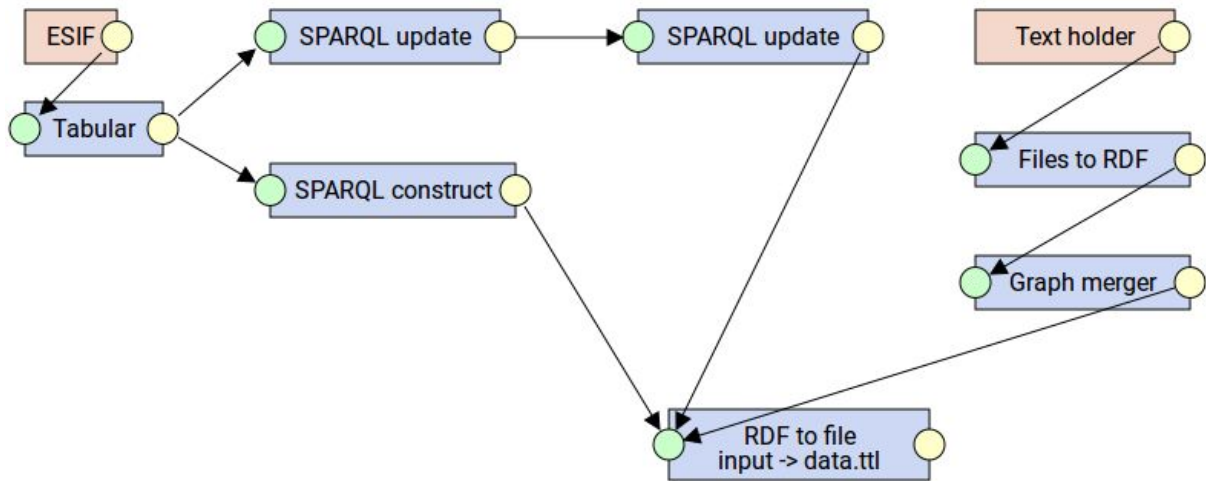 ESIF
SPARQL update
SPARQL update
Text holder
Tabular
Files to RDF
SPARQL construct
Graph merger
RDF to file
input -> data.ttl